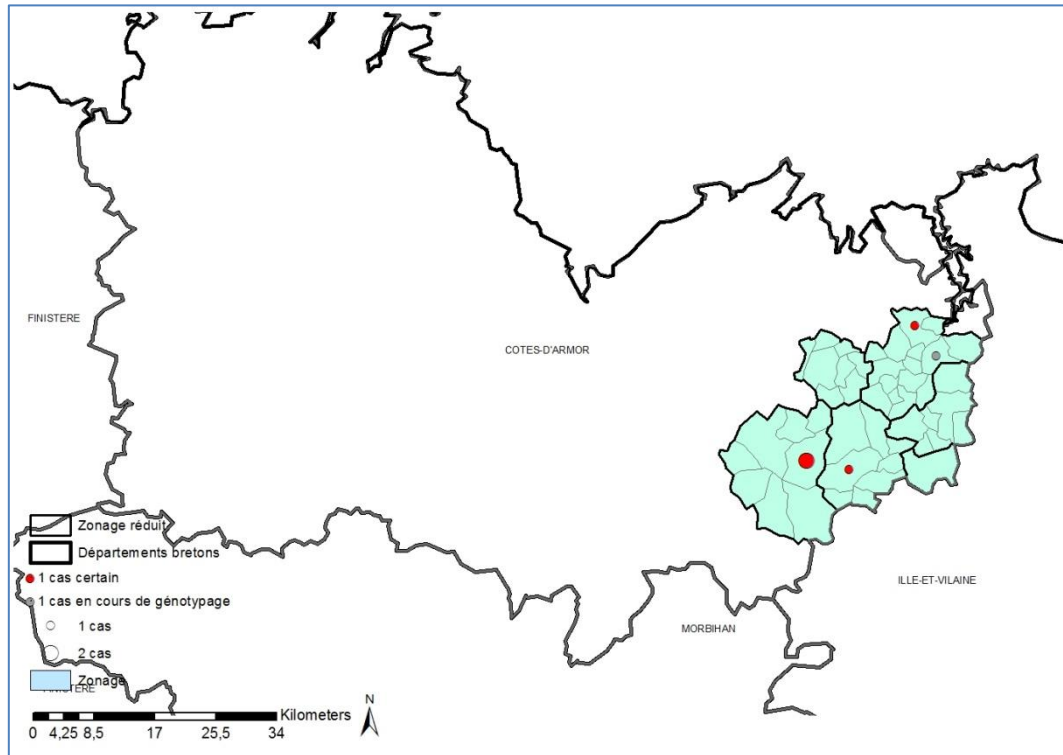 FINISTERE
COTES-D'ARMOR
ILLE-ET-VILAINE
MORBIHAN
Zonage réduit
Départements bretons
1 cas certain
1 cas en cours de génotypage
1 cas
2 cas
Zonage
FINISTERE
N
Kilometers
0 4,25 8,5 17 25,5 34